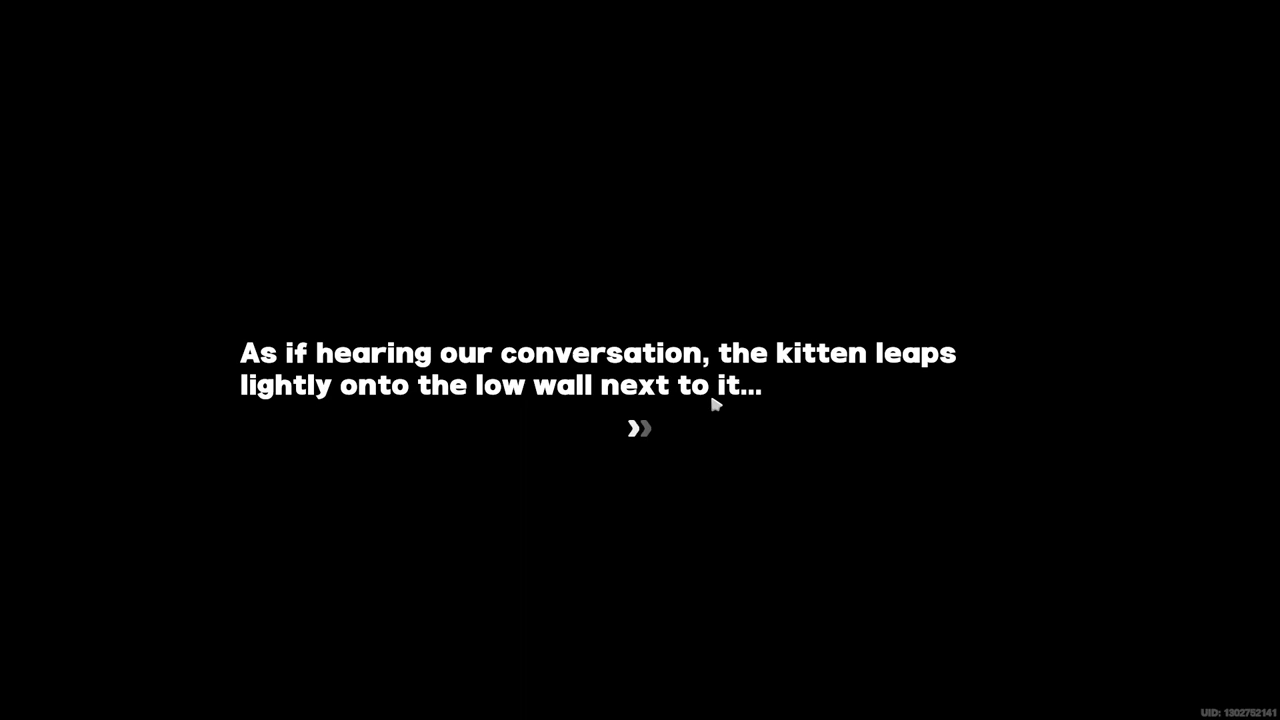 As if hearing our conversation, the kitten leaps
lightly onto the low wall next to it...
UID: 1302752141